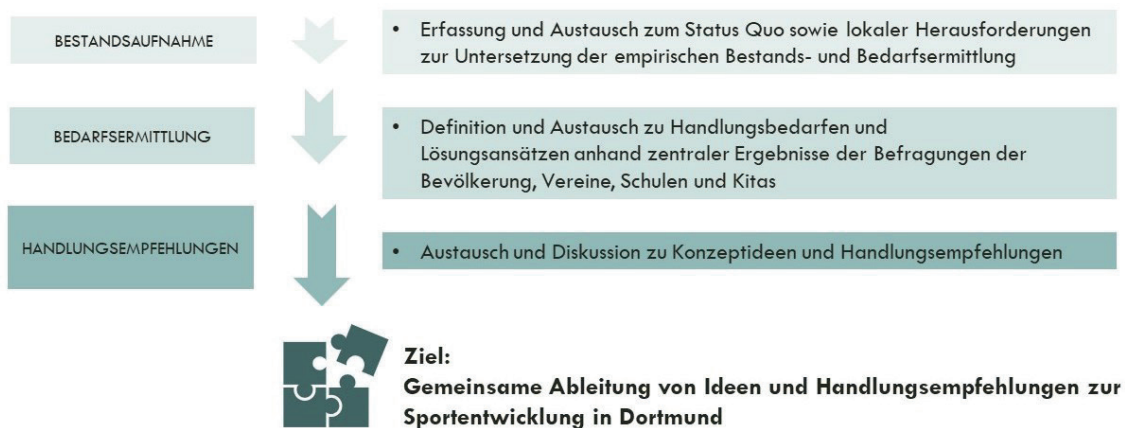 BESTANDSAUFNAHME
• Erfassung und Austausch zum Status Quo sowie lokaler Herausforderungen
zur Untersetzung der empirischen Bestands- und Bedarfsermittlung
BEDARFSERMITTLUNG
• Definition und Austausch zu Handlungsbedarfen und
Lösungsansätzen anhand zentraler Ergebnisse der Befragungen der
Bevölkerung, Vereine, Schulen und Kitas
HANDLUNGSEMPFEHLUNGEN
• Austausch und Diskussion zu Konzeptideen und Handlungsempfehlungen
Ziel:
Gemeinsame Ableitung von Ideen und Handlungsempfehlungen zur
Sportentwicklung in Dortmund